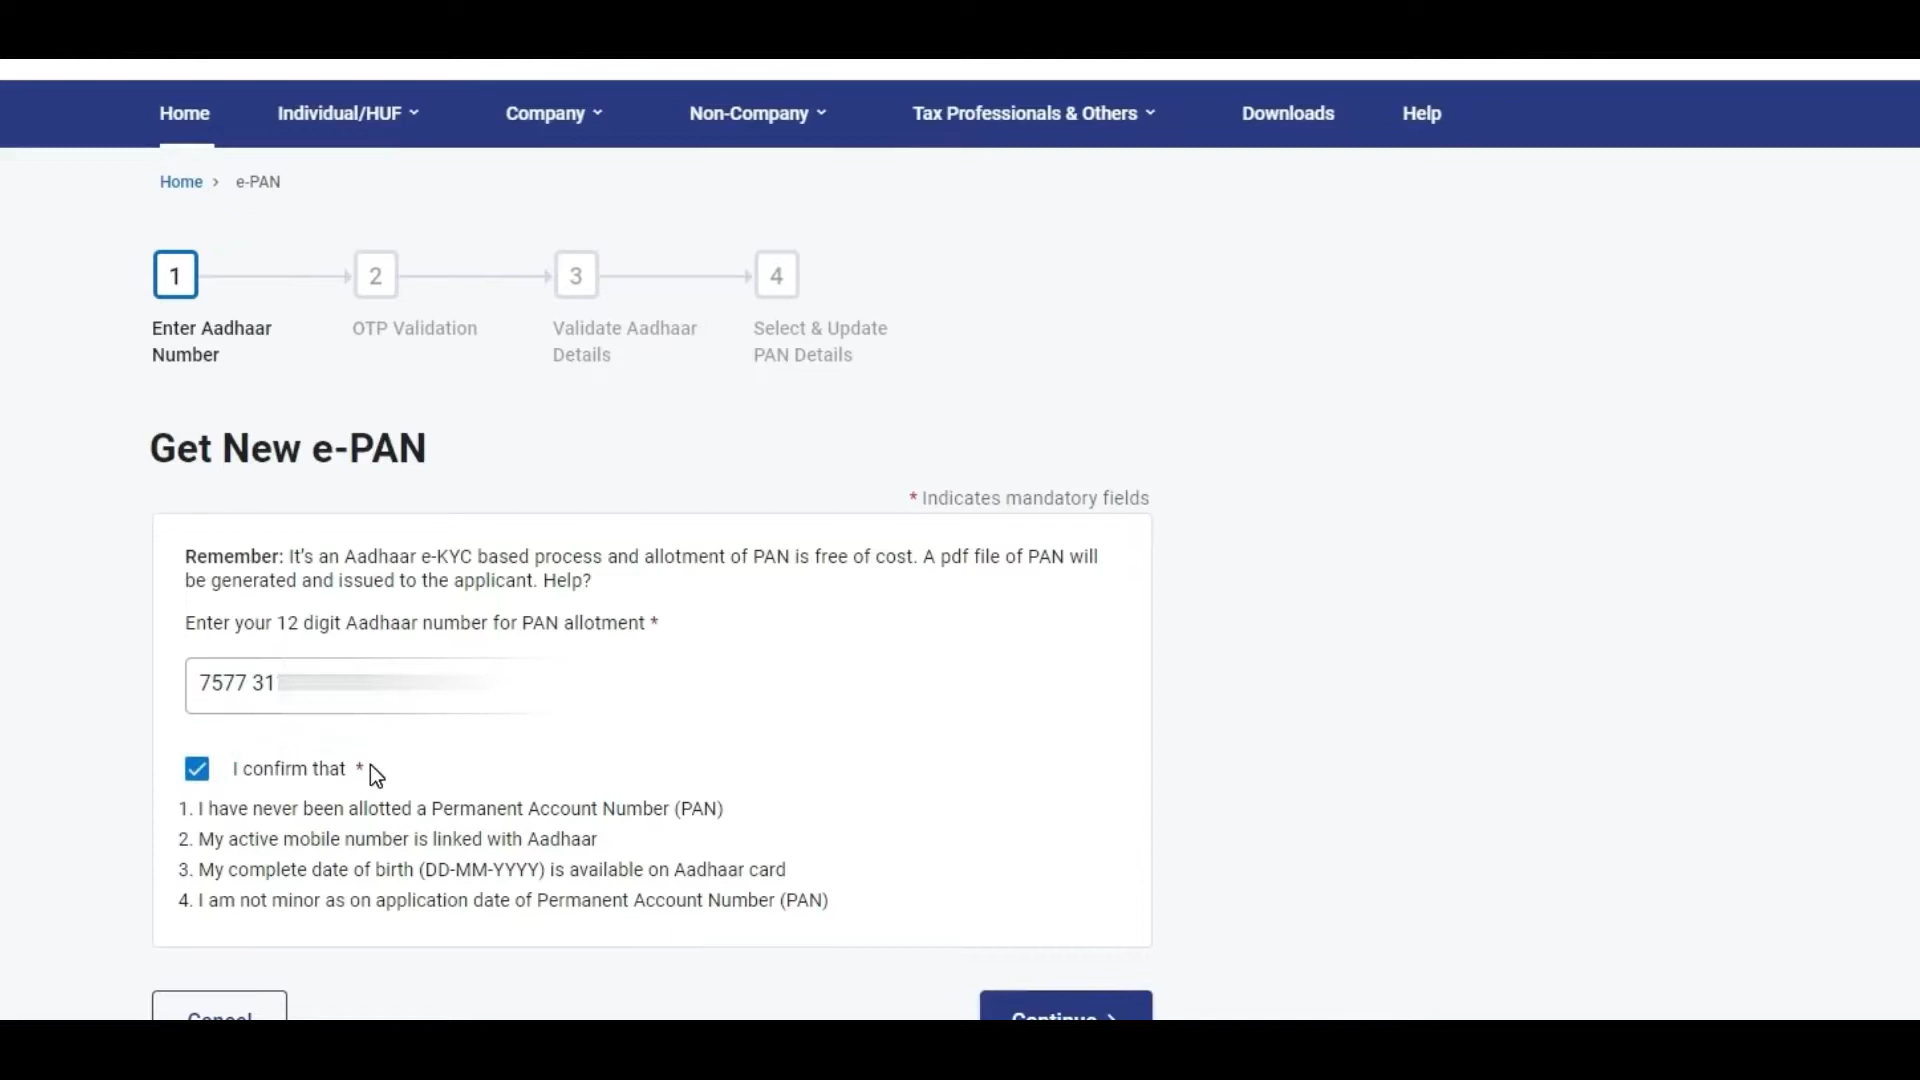 Home Individual/HUF Company Non-Company Tax Professionals & Others Downloads Help
Home > e-PAN
1 2 3 4
Enter Aadhaar Number
OTP Validation
Validate Aadhaar Details
Select & Update PAN Details
Get New e-PAN
* Indicates mandatory fields
Remember: It's an Aadhaar e-KYC based process and allotment of PAN is free of cost. A pdf file of PAN will
be generated and issued to the applicant. Help?
Enter your 12 digit Aadhaar number for PAN allotment *
7577 31
I confirm that *
1. I have never been allotted a Permanent Account Number (PAN)
2. My active mobile number is linked with Aadhaar
3. My complete date of birth (DD-MM-YYYY) is available on Aadhaar card
4. I am not minor as on application date of Permanent Account Number (PAN)
Cancel Continue >